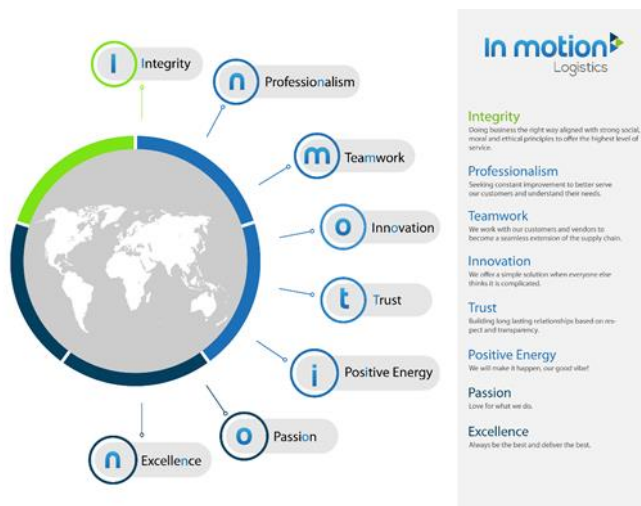 I Integrity
n Professionalism
m Teamwork
o Innovation
t Trust
i Positive Energy
o Passion
n Excellence
In motion
Logistics
Integrity
Doing business the right way aligned with strong social,
moral and ethical principles to offer the highest level of
service.
Professionalism
Seeking constant improvement to better serve
our customers and understand their needs.
Teamwork
We work with our customers and vendors to
become a seamless extension of the supply chain.
Innovation
We offer a simple solution when everyone else
thinks it is complicated.
Trust
Building long lasting relationships based on res-
pect and transparency.
Positive Energy
We will make it happen, our good vibe!
Passion
Love for what we do.
Excellence
Always be the best and deliver the best.